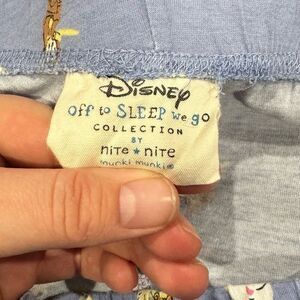 Disney
off to SLEEP we go
COLLECTION
BY
nite ★ nite
munki munki®